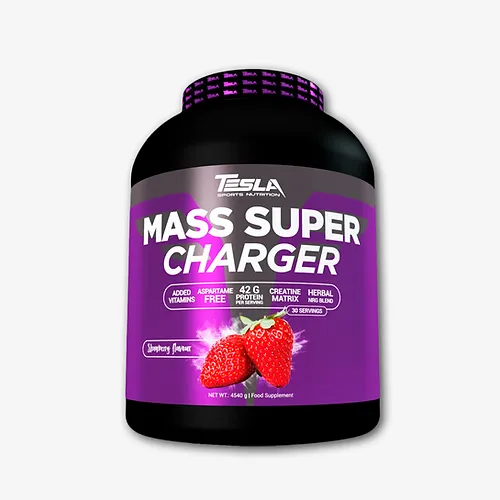 TESLA
SPORTS NUTRITION
MASS SUPER
CHARGER
ADDED VITAMINS
ASPARTAME FREE
42 G PROTEIN PER SERVING
CREATINE MATRIX
HERBAL NRG BLEND
30 SERVINGS
Strawberry flavour
NET WT.: 4540 g | Food Supplement